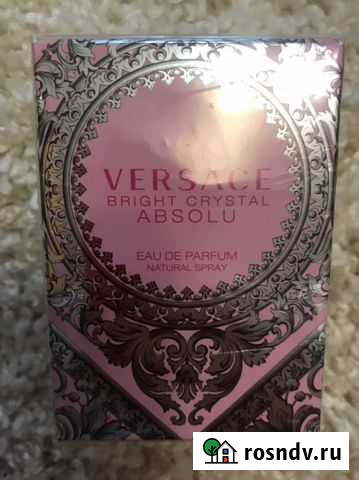 VERSACE
BRIGHT CRYSTAL
ABSOLU
EAU DE PARFUM
NATURAL SPRAY
rosndv.ru